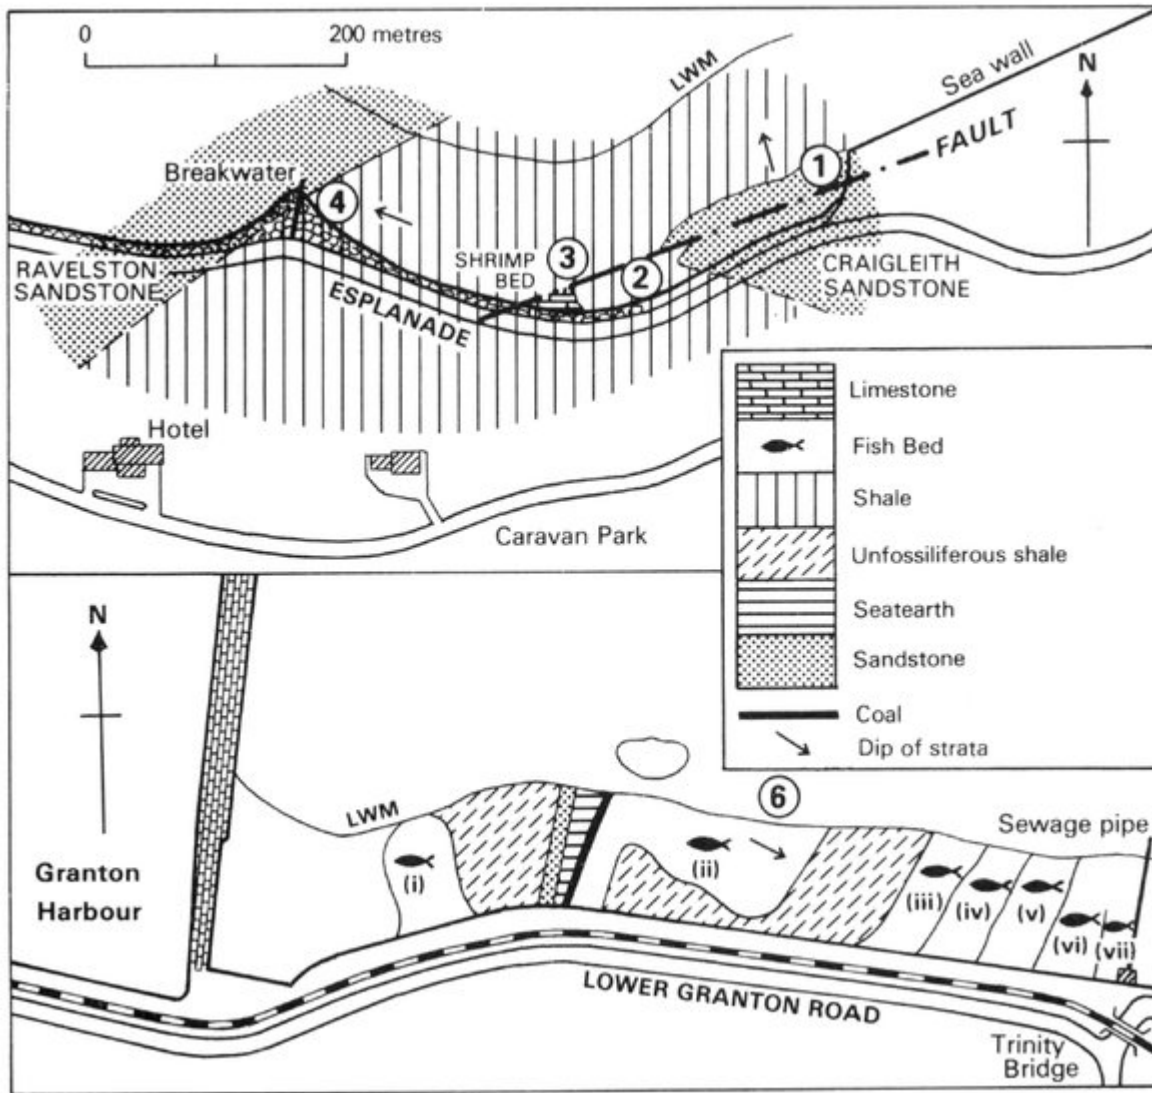 0 200 metres
LWM
Sea wall
N
FAULT
1
Breakwater
4
3
SHRIMP
BED
2
RAVELSTON
SANDSTONE
ESPLANADE
CRAIGLEITH
SANDSTONE
Hotel
Caravan Park
Limestone
Fish Bed
Shale
Unfossiliferous shale
Seatearth
Sandstone
Coal
Dip of strata
N
Granton
Harbour
LWM
6
Sewage pipe
(i)
(ii)
(iii)
(iv)
(v)
(vi)
(vii)
LOWER GRANTON ROAD
Trinity
Bridge